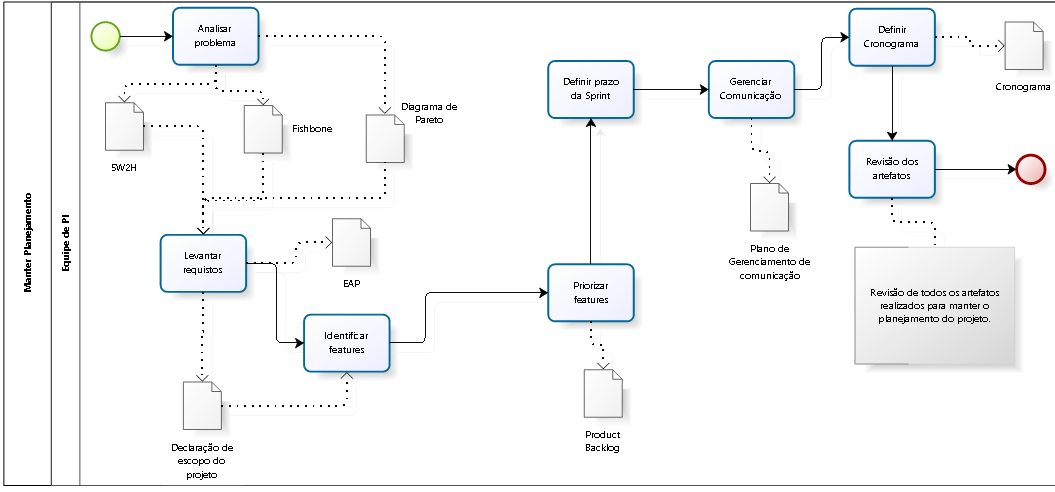 Manter Planejamento
Equipe de PI
Analisar
problema
5W2H
Fishbone
Diagrama de
Pareto
Levantar
requistos
EAP
Declaração de
escopo do
projeto
Identificar
features
Priorizar
features
Product
Backlog
Definir prazo
da Sprint
Gerenciar
Comunicação
Plano de
Gerenciamento de
comunicação
Definir
Cronograma
Cronograma
Revisão dos
artefatos
Revisão de todos os artefatos
realizados para manter o
planejamento do projeto.